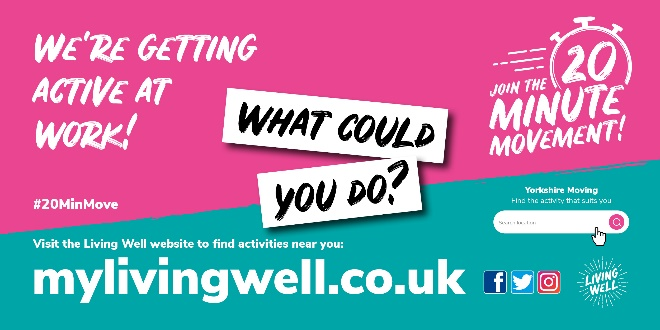 WE'RE GETTING
ACTIVE AT
WORK!
WHAT COULD
YOU DO?
20
JOIN THE
MINUTE
MOVEMENT!
#20MinMove
Yorkshire Moving
Find the activity that suits you
Search location
Visit the Living Well website to find activities near you:
mylivingwell.co.uk
LIVING
WELL